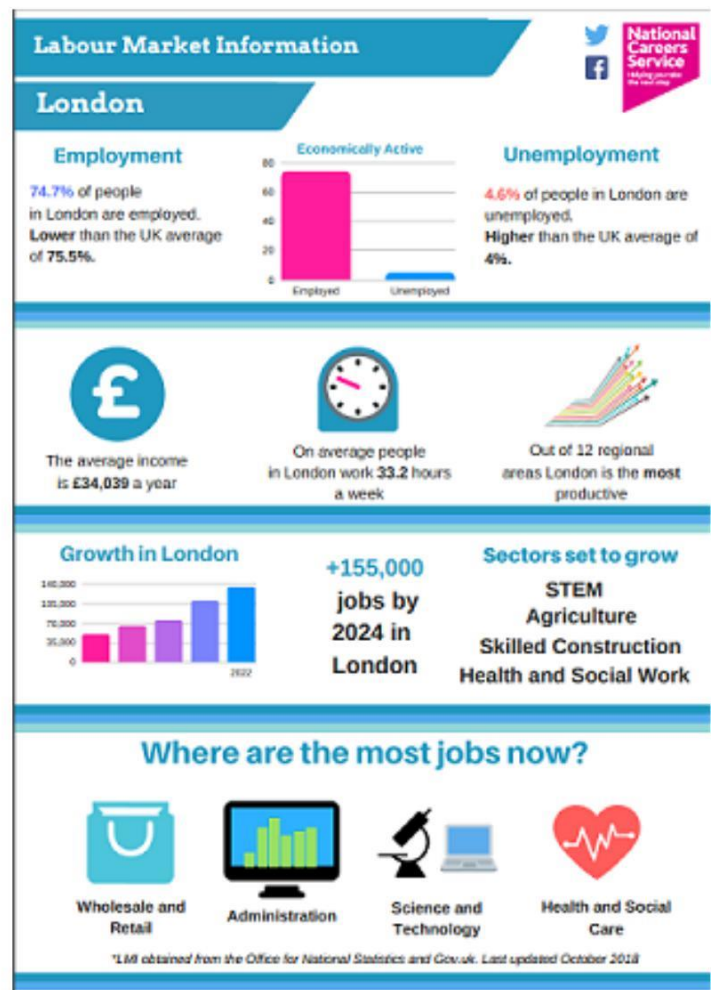 Labour Market Information
National
Careers
Service
Helping you take
the next step
London
Employment
74.7% of people
in London are employed.
Lower than the UK average
of 75.5%.
Economically Active
80
60
40
20
0
Employed
Unemployed
Unemployment
4.6% of people in London are
unemployed.
Higher than the UK average of
4%.
£
The average income
is £34,039 a year
On average people
in London work 33.2 hours
a week
Out of 12 regional
areas London is the most
productive
Growth in London
140,000
105,000
70,000
35,000
0
2022
+155,000
jobs by
2024 in
London
Sectors set to grow
STEM
Agriculture
Skilled Construction
Health and Social Work
Where are the most jobs now?
Wholesale and
Retail
Administration
Science and
Technology
Health and Social
Care
*LMI obtained from the Office for National Statistics and Gov.uk. Last updated October 2018